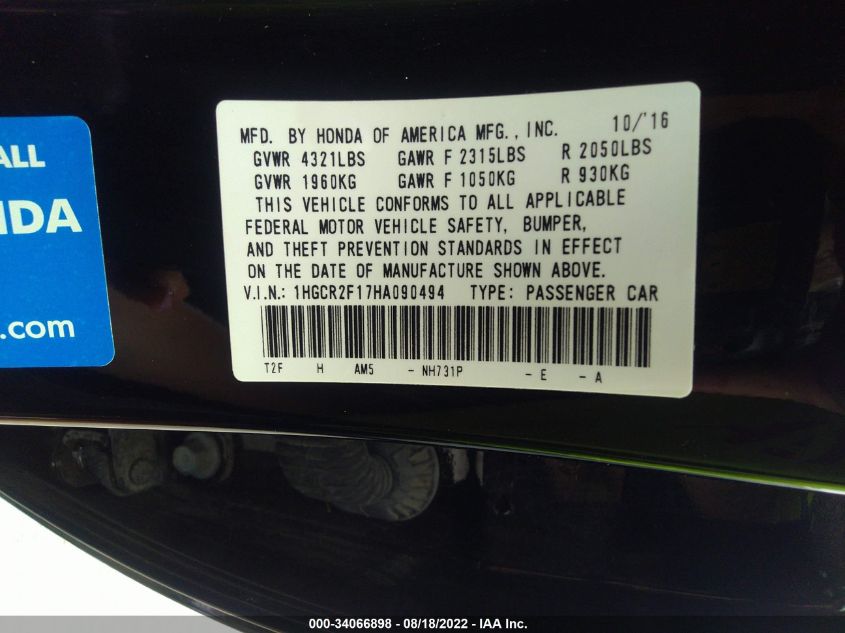 ALL
NDA
.com
MFD. BY HONDA OF AMERICA MFG., INC. 10/'16
GVWR 4321LBS GAWR F 2315LBS R 2050LBS
GVWR 1960KG GAWR F 1050KG R 930KG
THIS VEHICLE CONFORMS TO ALL APPLICABLE
FEDERAL MOTOR VEHICLE SAFETY, BUMPER,
AND THEFT PREVENTION STANDARDS IN EFFECT
ON THE DATE OF MANUFACTURE SHOWN ABOVE.
V.I.N.: 1HGCR2F17HA090494 TYPE: PASSENGER CAR
T2F H AM5 - NH731P - E - A
000-34066898 - 08/18/2022 - IAA Inc.